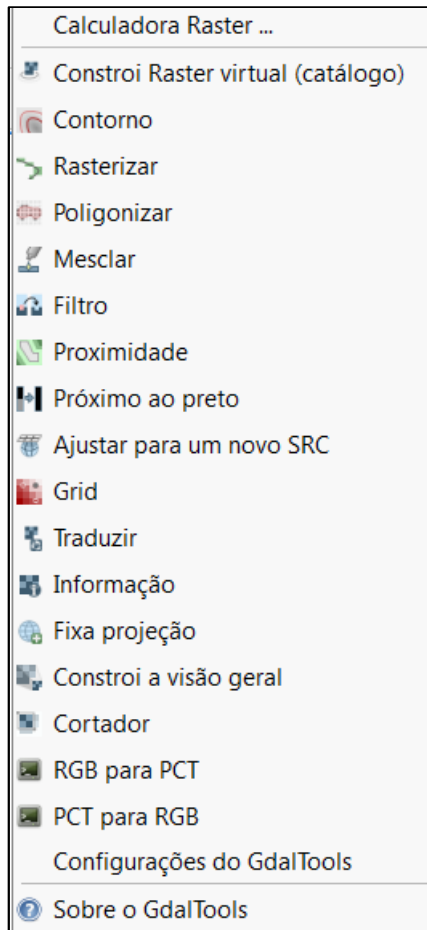 Calculadora Raster ...
Constroi Raster virtual (catálogo)
Contorno
Rasterizar
Poligonizar
Mesclar
Filtro
Proximidade
Próximo ao preto
Ajustar para um novo SRC
Grid
Traduzir
Informação
Fixa projeção
Constroi a visão geral
Cortador
RGB para PCT
PCT para RGB
Configurações do GdalTools
Sobre o GdalTools